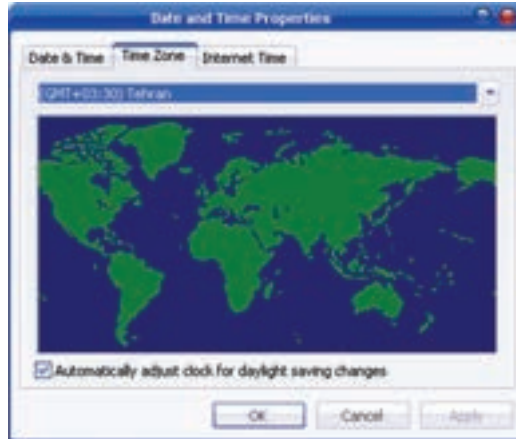 Date and Time Properties
Date & Time Time Zone Internet Time
(GMT+03:30) Tehran
Automatically adjust clock for daylight saving changes
OK Cancel Apply